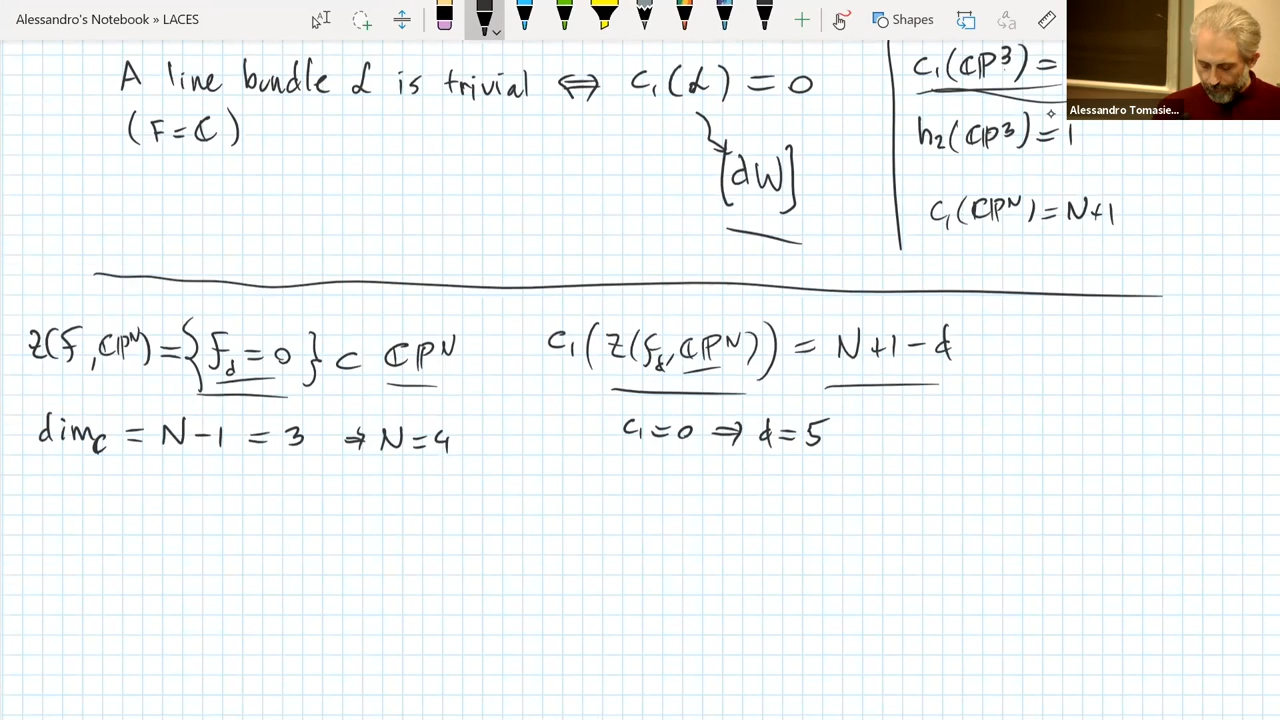 Alessandro's Notebook » LACES
Shapes
Alessandro Tomasie...
A line bundle ℒ is trivial ⇔ c₁(ℒ) = 0
(F = ℂ)
[dW]
c₁(ℂP³) =
h₂(ℂP³) = 1
c₁(ℂPᴺ) = N+1
Z(f, ℂPᴺ) = {f_d = 0} ⊂ ℂPᴺ
c₁(Z(f_d, ℂPᴺ)) = N+1-d
dim_ℂ = N-1 = 3 ⇒ N = 4
c₁ = 0 ⇒ d = 5